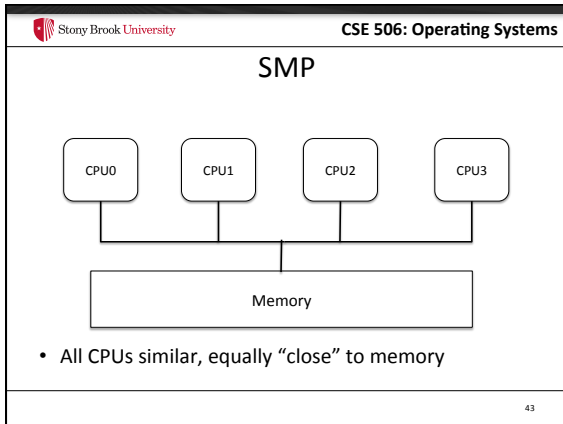 Stony Brook University
CSE 506: Operating Systems
SMP
CPU0
CPU1
CPU2
CPU3
Memory
• All CPUs similar, equally “close” to memory
43